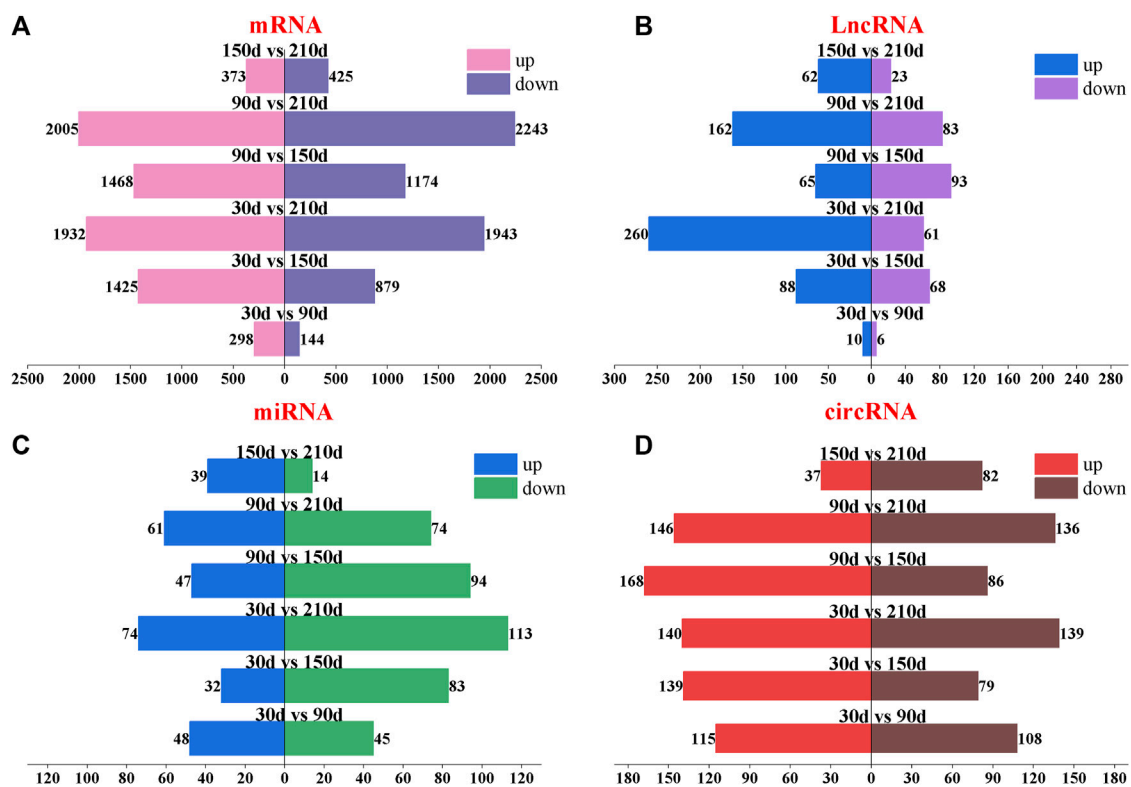 A
mRNA
up
down
150d vs 210d
373
425
90d vs 210d
2005
2243
90d vs 150d
1468
1174
30d vs 210d
1932
1943
30d vs 150d
1425
879
30d vs 90d
298
144
2500 2000 1500 1000 500 0 500 1000 1500 2000 2500
B
LncRNA
up
down
150d vs 210d
62
23
90d vs 210d
162
83
90d vs 150d
65
93
30d vs 210d
260
61
30d vs 150d
88
68
30d vs 90d
10
6
300 200 100 0 40 80 120 160 200 240 280
C
miRNA
up
down
150d vs 210d
39
14
90d vs 210d
61
74
90d vs 150d
47
94
30d vs 210d
74
113
30d vs 150d
32
83
30d vs 90d
48
45
120 100 80 60 40 20 0 20 40 60 80 100 120
D
circRNA
up
down
150d vs 210d
37
82
90d vs 210d
146
136
90d vs 150d
168
86
30d vs 210d
140
139
30d vs 150d
139
79
30d vs 90d
115
108
180 150 120 90 60 30 0 30 60 90 120 150 180